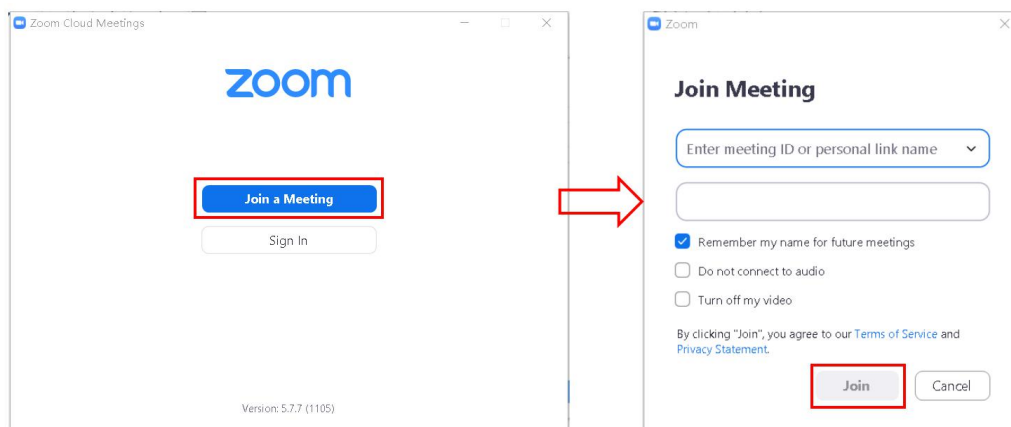 Zoom Cloud Meetings
zoom
Join a Meeting
Sign In
Version: 5.7.7 (1105)
Zoom
Join Meeting
Enter meeting ID or personal link name
Remember my name for future meetings
Do not connect to audio
Turn off my video
By clicking "Join", you agree to our Terms of Service and
Privacy Statement.
Join
Cancel